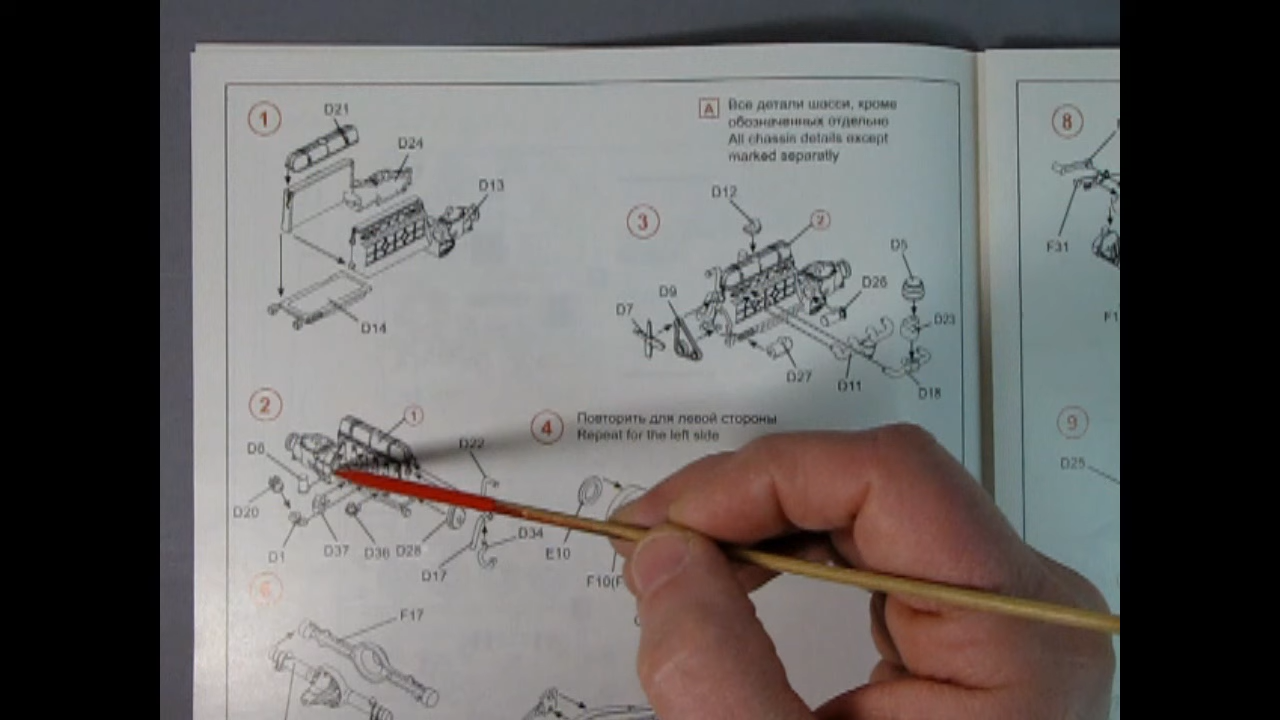 1
D21
D24
D13
D14
A
Все детали шасси, кроме
обозначенных отдельно
All chassis details except
marked separatly
3
D12
2
D5
D26
D9
D7
D23
D27
D11
D18
2
1
D22
D20
D1
D37
D36
D28
D17
D34
4
Повторить для левой стороны
Repeat for the left side
E10
F17
8
F31
9
D25